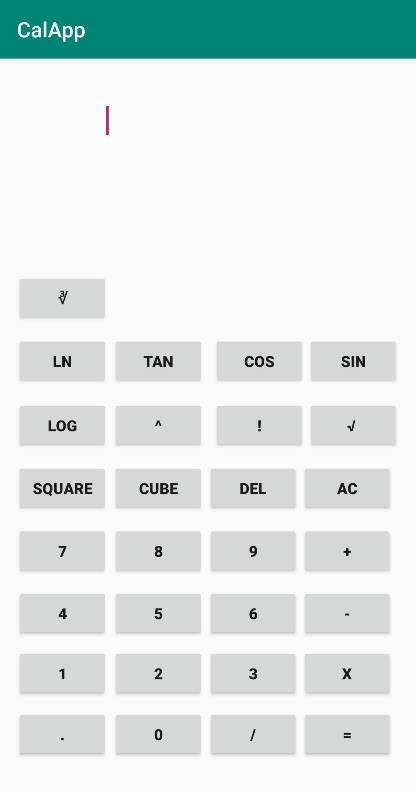 CalApp
∛
LN TAN COS SIN
LOG ^ ! √
SQUARE CUBE DEL AC
7 8 9 +
4 5 6 -
1 2 3 X
. 0 / =